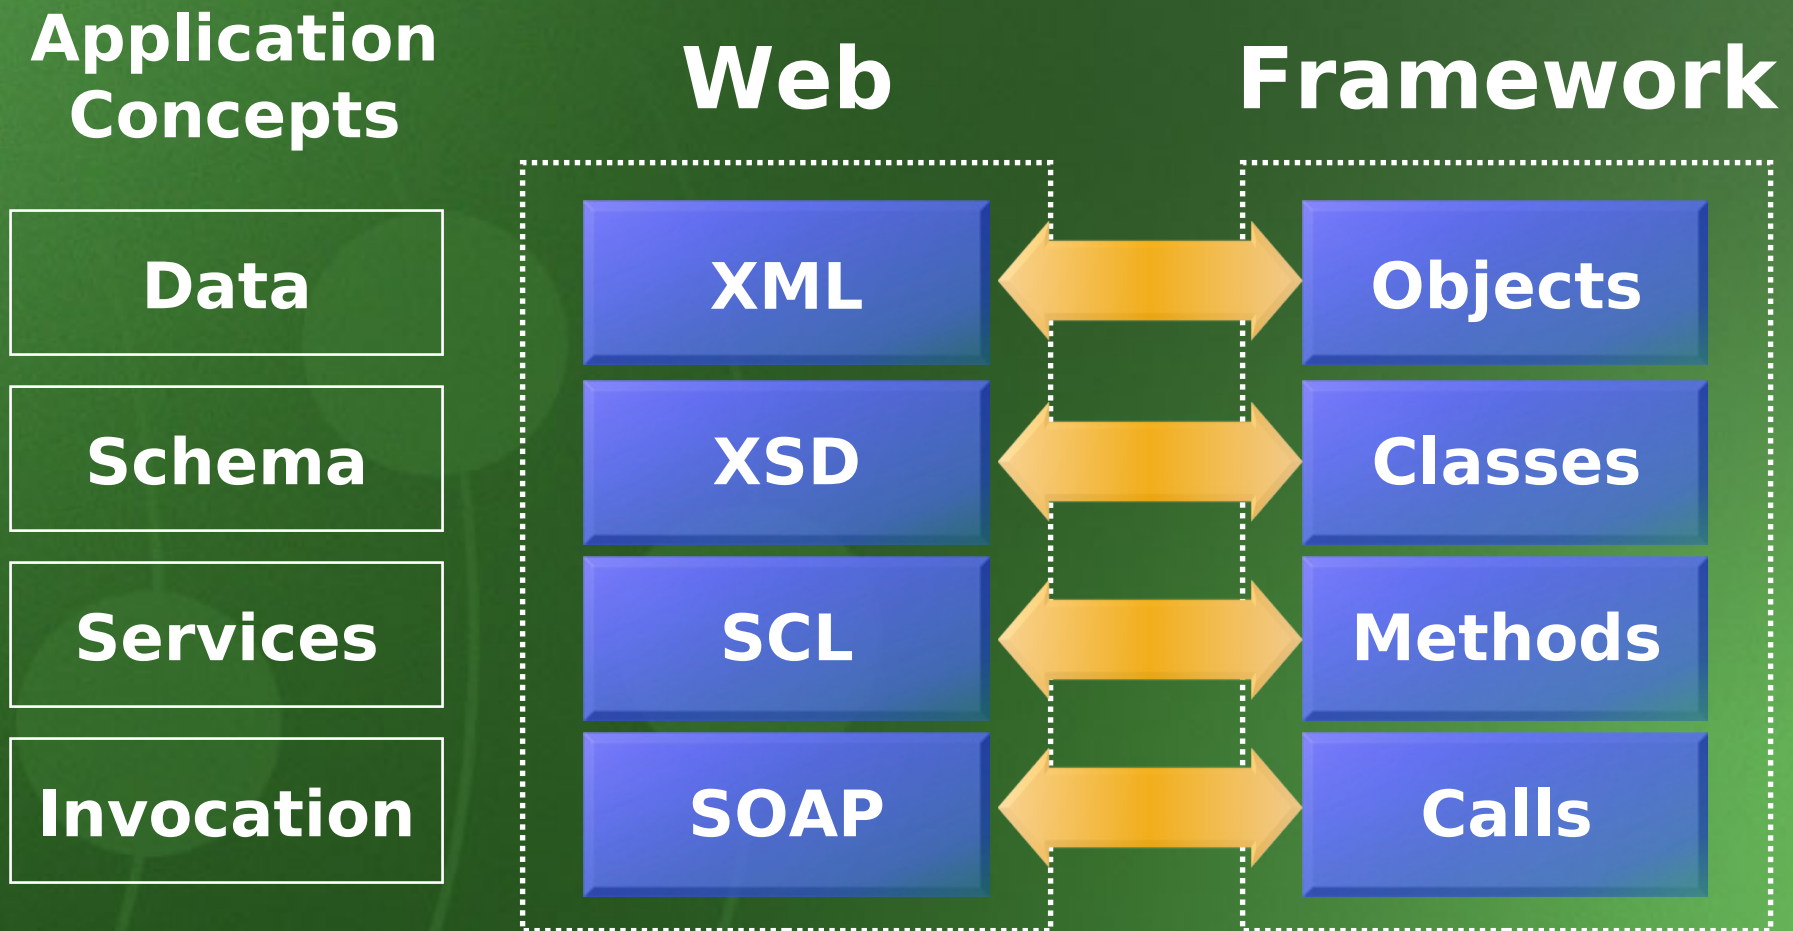 Application
Concepts
Web
Framework
Data
XML
Objects
Schema
XSD
Classes
Services
SCL
Methods
Invocation
SOAP
Calls